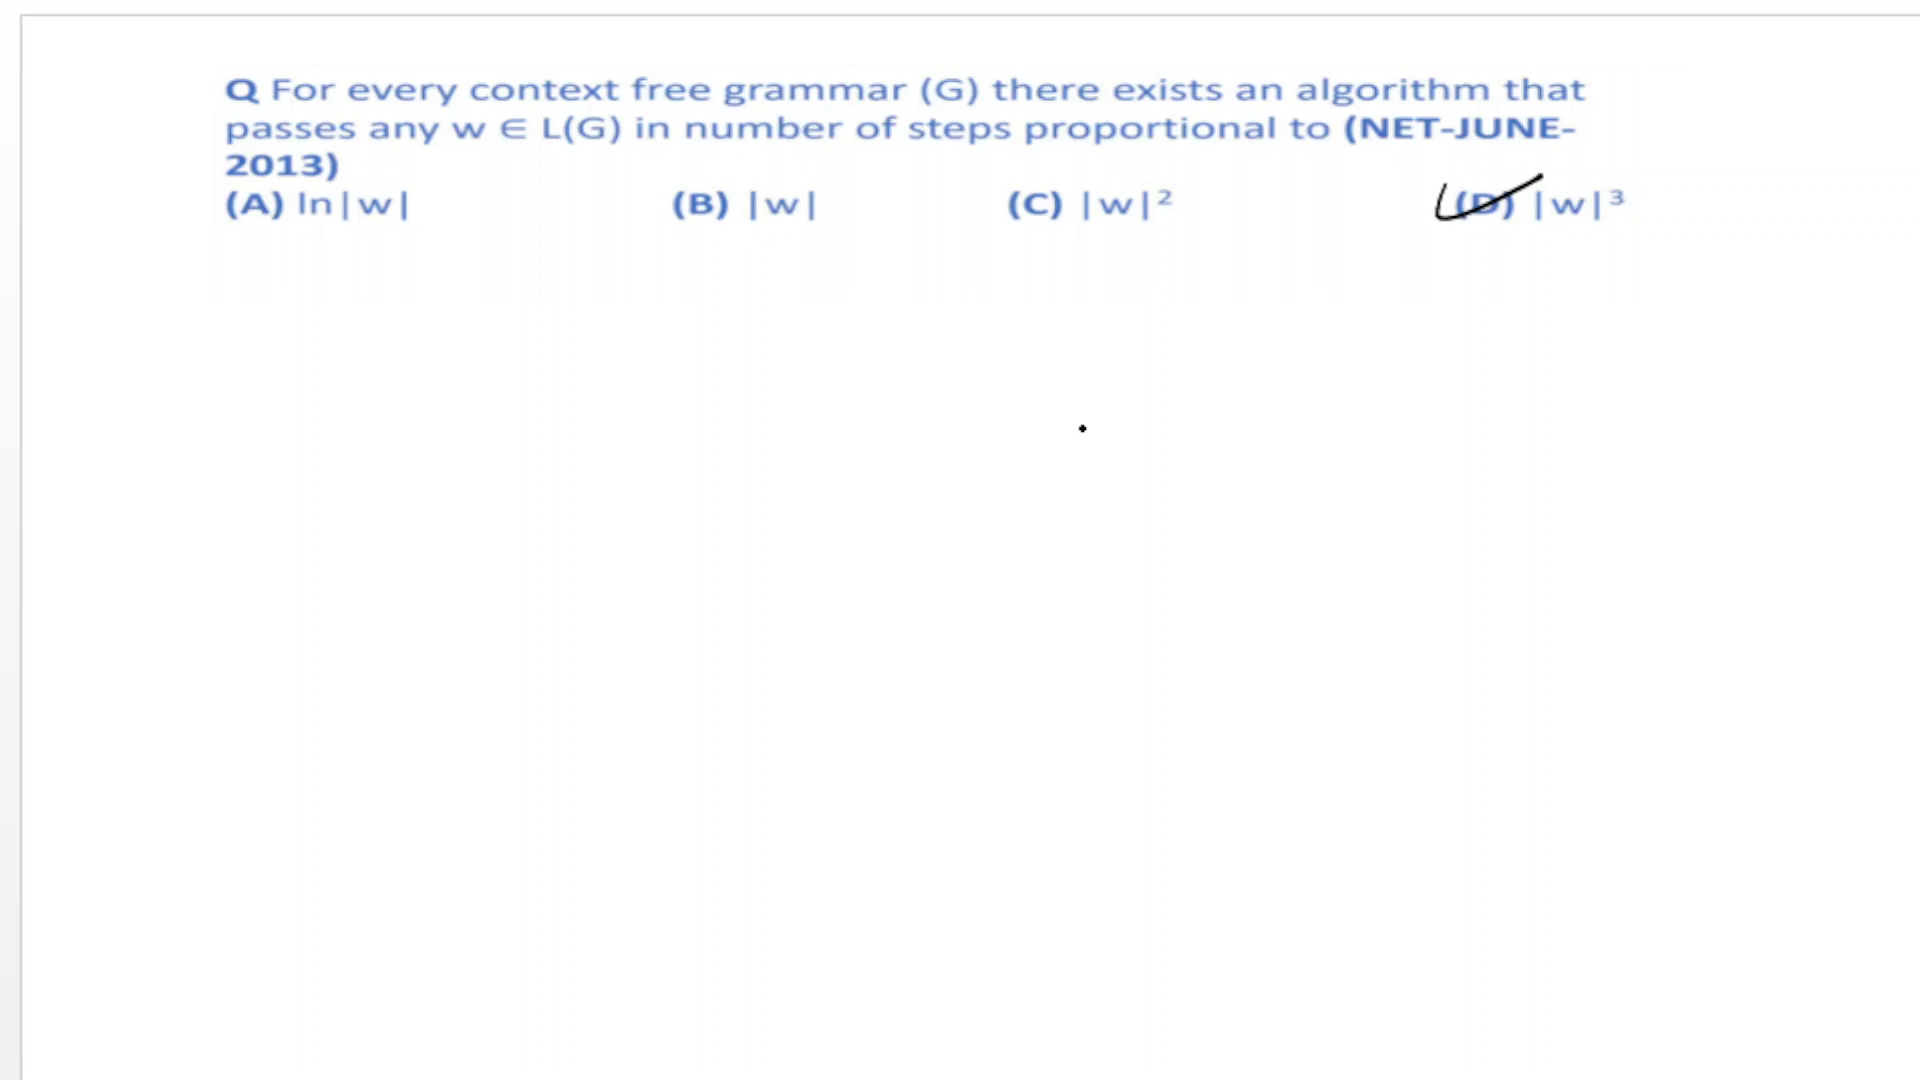 Q For every context free grammar (G) there exists an algorithm that
passes any w ∈ L(G) in number of steps proportional to (NET-JUNE-
2013)
(A) ln|w| (B) |w| (C) |w|² (D) |w|³